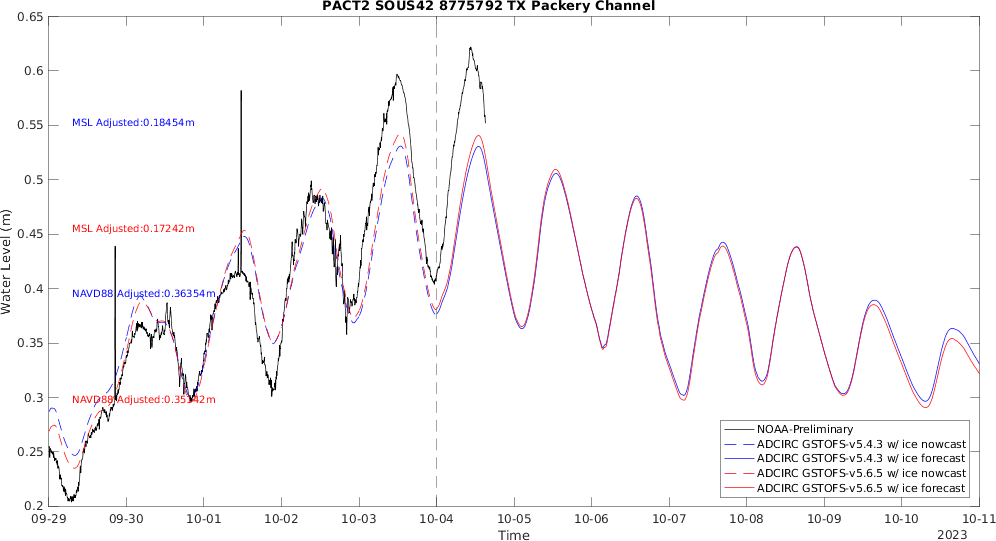 PACT2 SOUS42 8775792 TX Packery Channel
0.65
0.6
0.55
0.5
0.45
0.4
0.35
0.3
0.25
0.2
Water Level (m)
MSL Adjusted:0.18454m
MSL Adjusted:0.17242m
NAVD88 Adjusted:0.36354m
NAVD88 Adjusted:0.35142m
NOAA-Preliminary
ADCIRC GSTOFS-v5.4.3 w/ ice nowcast
ADCIRC GSTOFS-v5.4.3 w/ ice forecast
ADCIRC GSTOFS-v5.6.5 w/ ice nowcast
ADCIRC GSTOFS-v5.6.5 w/ ice forecast
09-29 09-30 10-01 10-02 10-03 10-04 10-05 10-06 10-07 10-08 10-09 10-10 10-11
Time
2023